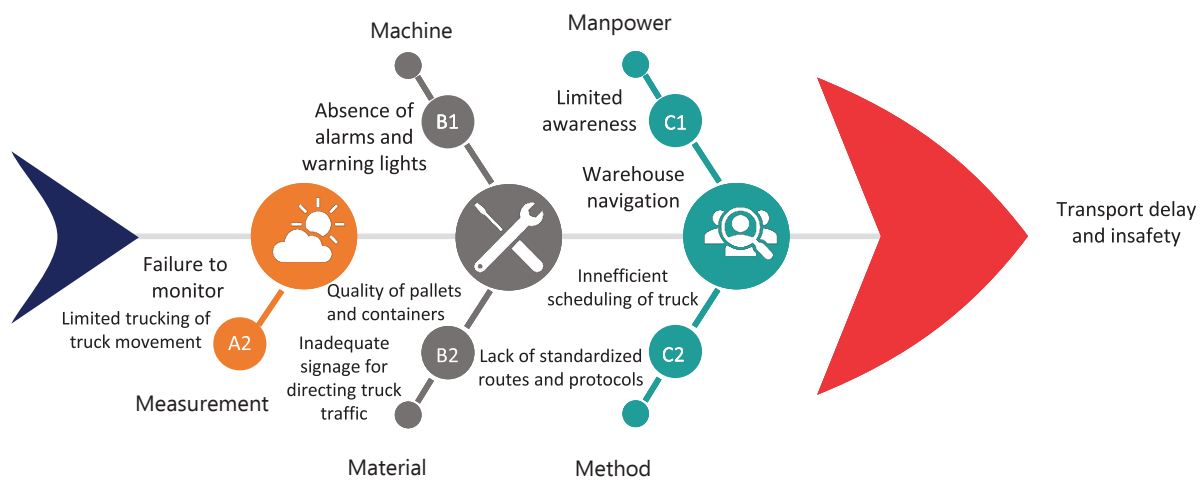 Machine
Absence of
alarms and
warning lights
B1
Manpower
Limited
awareness
C1
Warehouse
navigation
Failure to
monitor
Limited trucking of
truck movement
A2
Measurement
Quality of pallets
and containers
Inadequate
signage for
directing truck
traffic
B2
Material
Innefficient
scheduling of truck
Lack of standardized
routes and protocols
C2
Method
Transport delay
and insafety